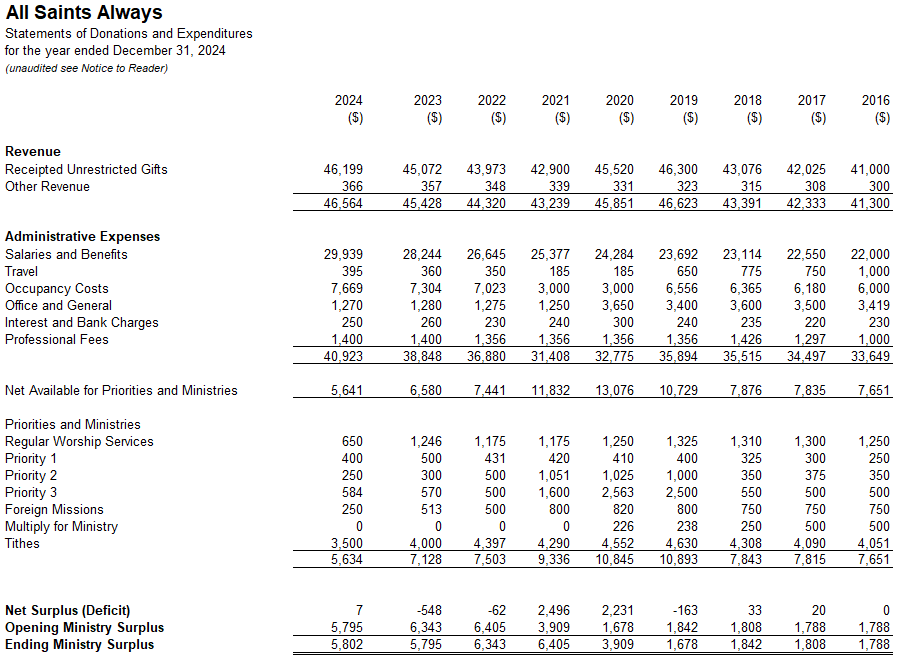 All Saints Always
Statements of Donations and Expenditures
for the year ended December 31, 2024
(unaudited see Notice to Reader)
2024 2023 2022 2021 2020 2019 2018 2017 2016
($) ($) ($) ($) ($) ($) ($) ($) ($)
Revenue
Receipted Unrestricted Gifts 46,199 45,072 43,973 42,900 45,520 46,300 43,076 42,025 41,000
Other Revenue 366 357 348 339 331 323 315 308 300
46,564 45,428 44,320 43,239 45,851 46,623 43,391 42,333 41,300
Administrative Expenses
Salaries and Benefits 29,939 28,244 26,645 25,377 24,284 23,692 23,114 22,550 22,000
Travel 395 360 350 185 185 650 775 750 1,000
Occupancy Costs 7,669 7,304 7,023 3,000 3,000 6,556 6,365 6,180 6,000
Office and General 1,270 1,280 1,275 1,250 3,650 3,400 3,600 3,500 3,419
Interest and Bank Charges 250 260 230 240 300 240 235 220 230
Professional Fees 1,400 1,400 1,356 1,356 1,356 1,356 1,426 1,297 1,000
40,923 38,848 36,880 31,408 32,775 35,894 35,515 34,497 33,649
Net Available for Priorities and Ministries 5,641 6,580 7,441 11,832 13,076 10,729 7,876 7,835 7,651
Priorities and Ministries
Regular Worship Services 650 1,246 1,175 1,175 1,250 1,325 1,310 1,300 1,250
Priority 1 400 500 431 420 410 400 325 300 250
Priority 2 250 300 500 1,051 1,025 1,000 350 375 350
Priority 3 584 570 500 1,600 2,563 2,500 550 500 500
Foreign Missions 250 513 500 800 820 800 750 750 750
Multiply for Ministry 0 0 0 0 226 238 250 500 500
Tithes 3,500 4,000 4,397 4,290 4,552 4,630 4,308 4,090 4,051
5,634 7,128 7,503 9,336 10,845 10,893 7,843 7,815 7,651
Net Surplus (Deficit) 7 -548 -62 2,496 2,231 -163 33 20 0
Opening Ministry Surplus 5,795 6,343 6,405 3,909 1,678 1,842 1,808 1,788 1,788
Ending Ministry Surplus 5,802 5,795 6,343 6,405 3,909 1,678 1,842 1,808 1,788